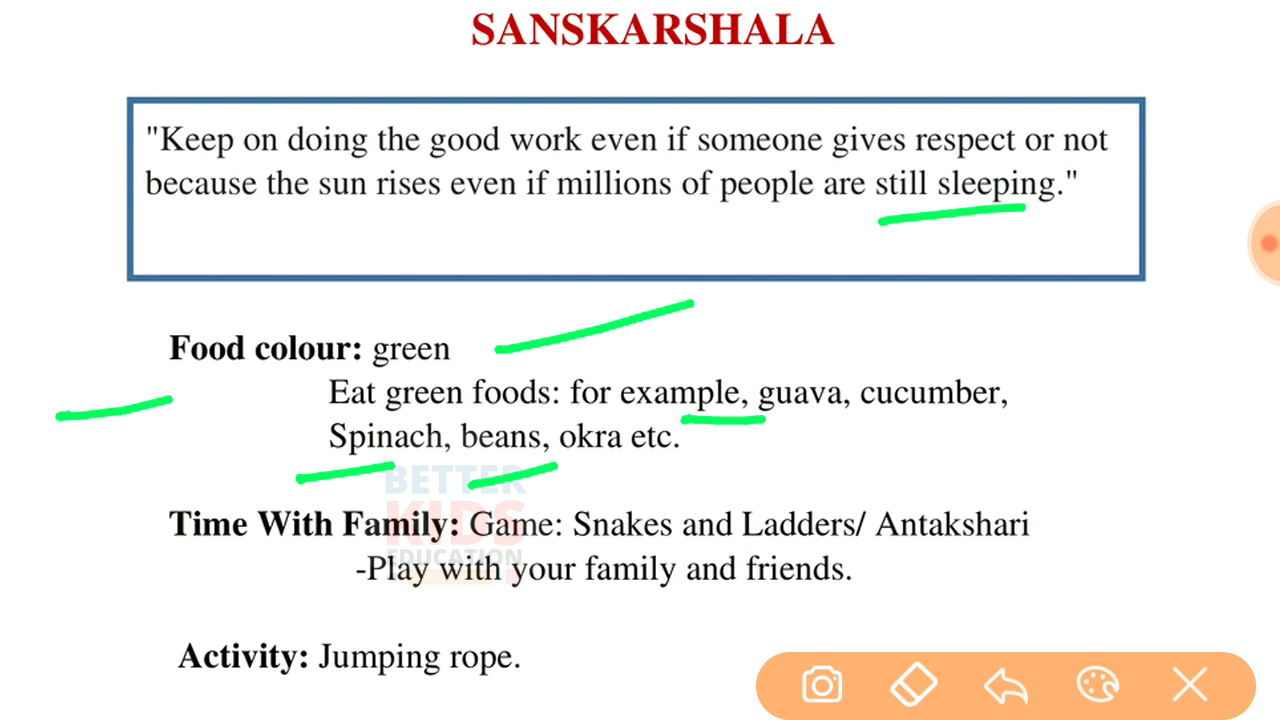 SANSKARSHALA
"Keep on doing the good work even if someone gives respect or not
because the sun rises even if millions of people are still sleeping."
Food colour: green
Eat green foods: for example, guava, cucumber,
Spinach, beans, okra etc.
BETTER
KIDS
EDUCATION
Time With Family: Game: Snakes and Ladders/ Antakshari
-Play with your family and friends.
Activity: Jumping rope.